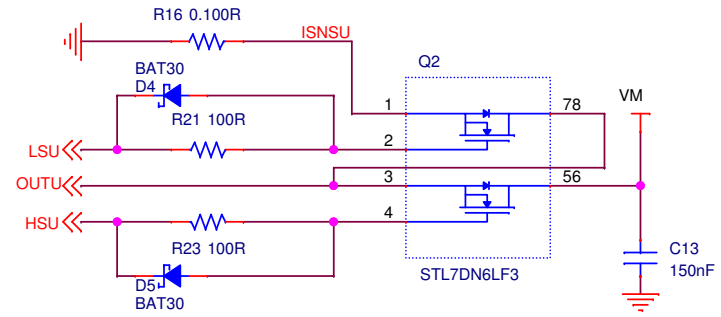 R16 0.100R
ISNSU
Q2
BAT30
D4
R21 100R
1
78
VM
LSU
2
OUTU
3
56
HSU
4
R23 100R
C13
150nF
D5
BAT30
STL7DN6LF3